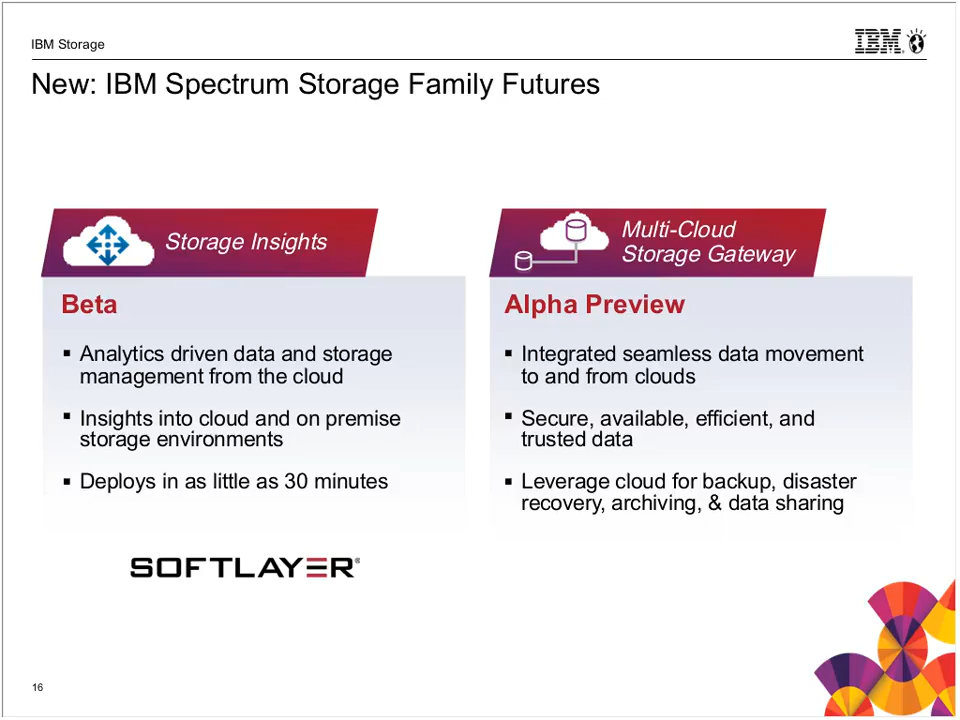 IBM Storage
IBM®
New: IBM Spectrum Storage Family Futures
Storage Insights
Beta
▪ Analytics driven data and storage
management from the cloud
▪ Insights into cloud and on premise
storage environments
▪ Deploys in as little as 30 minutes
SOFTLAYER®
Multi-Cloud
Storage Gateway
Alpha Preview
▪ Integrated seamless data movement
to and from clouds
▪ Secure, available, efficient, and
trusted data
▪ Leverage cloud for backup, disaster
recovery, archiving, & data sharing
16